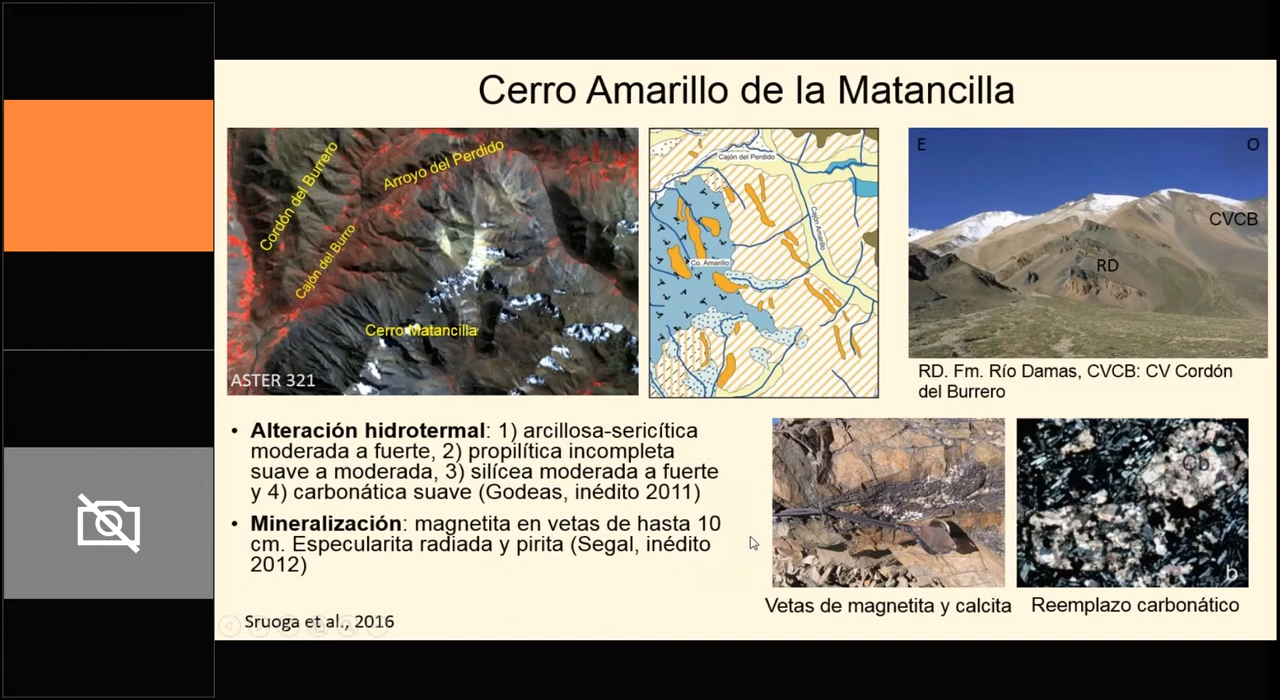 Cerro Amarillo de la Matancilla
Cordón del Burrero
Arroyo del Perdido
Cajón del Burro
Cerro Matancilla
ASTER 321
Cajón del Perdido
Cajón Amarillo
Co. Amarillo
E
O
CVCB
RD
RD. Fm. Río Damas, CVCB: CV Cordón
del Burrero
• Alteración hidrotermal: 1) arcillosa-sericítica
moderada a fuerte, 2) propilítica incompleta
suave a moderada, 3) silícea moderada a fuerte
y 4) carbonática suave (Godeas, inédito 2011)
• Mineralización: magnetita en vetas de hasta 10
cm. Especularita radiada y pirita (Segal, inédito
2012)
Cb
b
Vetas de magnetita y calcita
Reemplazo carbonático
Sruoga et al., 2016